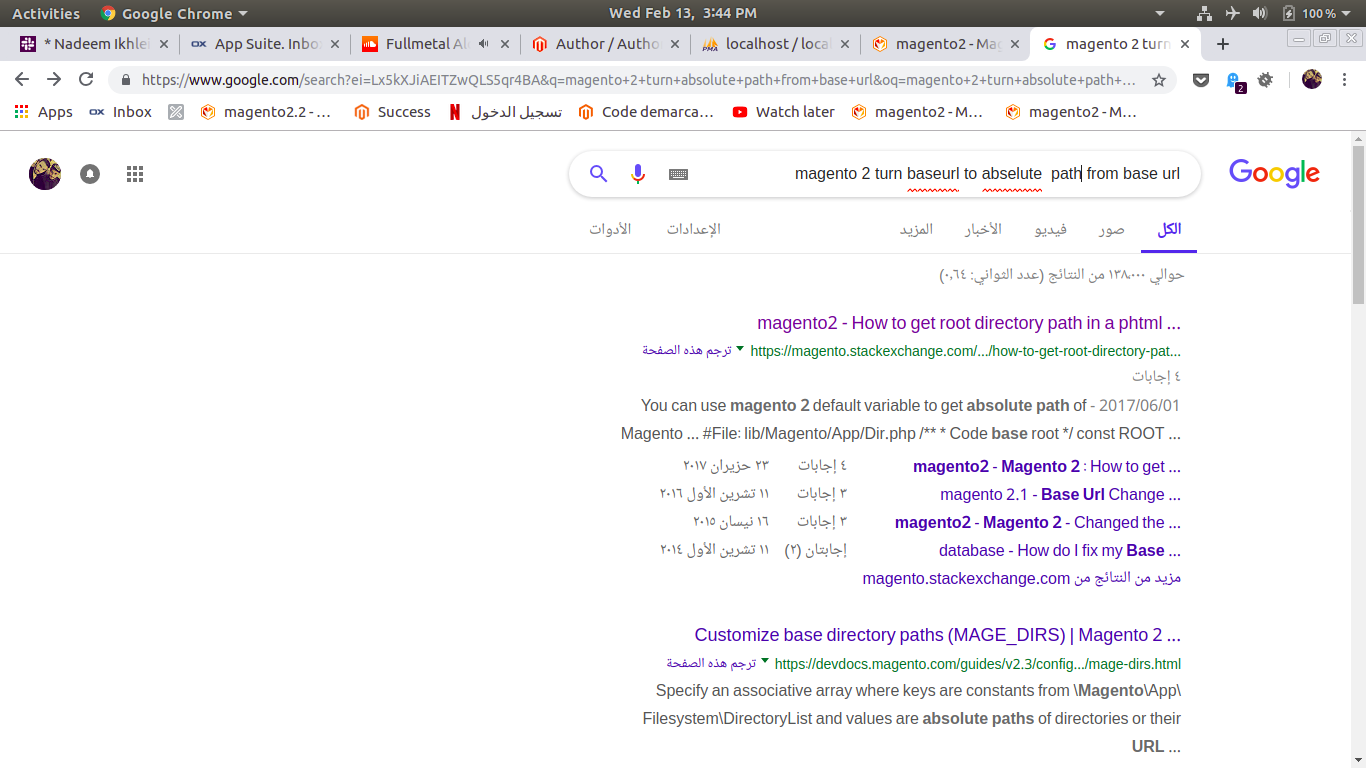 Activities
Google Chrome
Wed Feb 13, 3:44 PM
100 %
* Nadeem Ikhlei
App Suite. Inbo
Fullmetal Al
Author / Autho
localhost / local
magento2 - Mag
magento 2 turn
https://www.google.com/search?ei=Lx5kXJiAEITZwQLS5qr4BA&q=magento+2+turn+absolute+path+from+base+url&oq=magento+2+turn+absolute+path+...
2
Apps
Inbox
magento2.2 - ...
Success
تسجيل الدخول
Code demarca...
Watch later
magento2 - M...
magento2 - M...
magento 2 turn baseurl to abselute path from base url
Google
الكل
صور
فيديو
الأخبار
المزيد
الإعدادات
الأدوات
حوالي ١٣٨،٠٠٠ من النتائج (عدد الثواني: ٠٫٦٤)
magento2 - How to get root directory path in a phtml ...
https://magento.stackexchange.com/.../how-to-get-root-directory-pat...
ترجم هذه الصفحة
٤ إجابات
You can use magento 2 default variable to get absolute path of - 2017/06/01
Magento ... #File: lib/Magento/App/Dir.php /** * Code base root */ const ROOT ...
magento2 - Magento 2 : How to get ... ٤ إجابات ٢٣ حزيران ٢٠١٧
magento 2.1 - Base Url Change ... ٣ إجابات ١١ تشرين الأول ٢٠١٦
magento2 - Magento 2 - Changed the ... ٣ إجابات ١٦ نيسان ٢٠١٥
database - How do I fix my Base ... إجابتان (٢) ١١ تشرين الأول ٢٠١٤
مزيد من النتائج من magento.stackexchange.com
Customize base directory paths (MAGE_DIRS) | Magento 2 ...
https://devdocs.magento.com/guides/v2.3/config.../mage-dirs.html
ترجم هذه الصفحة
Specify an associative array where keys are constants from \Magento\App\
Filesystem\DirectoryList and values are absolute paths of directories or their
URL ...